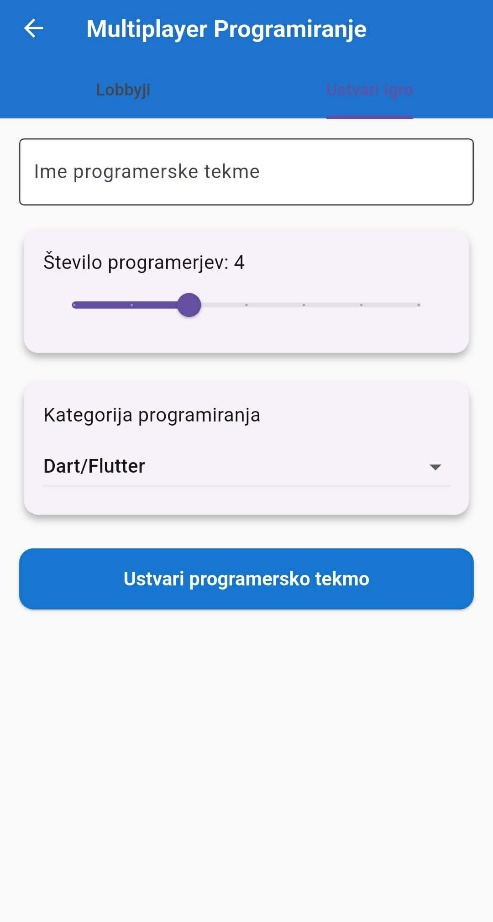 Multiplayer Programiranje
Lobbyji
Ustvari igro
Ime programerske tekme
Število programerjev: 4
Kategorija programiranja
Dart/Flutter
Ustvari programersko tekmo